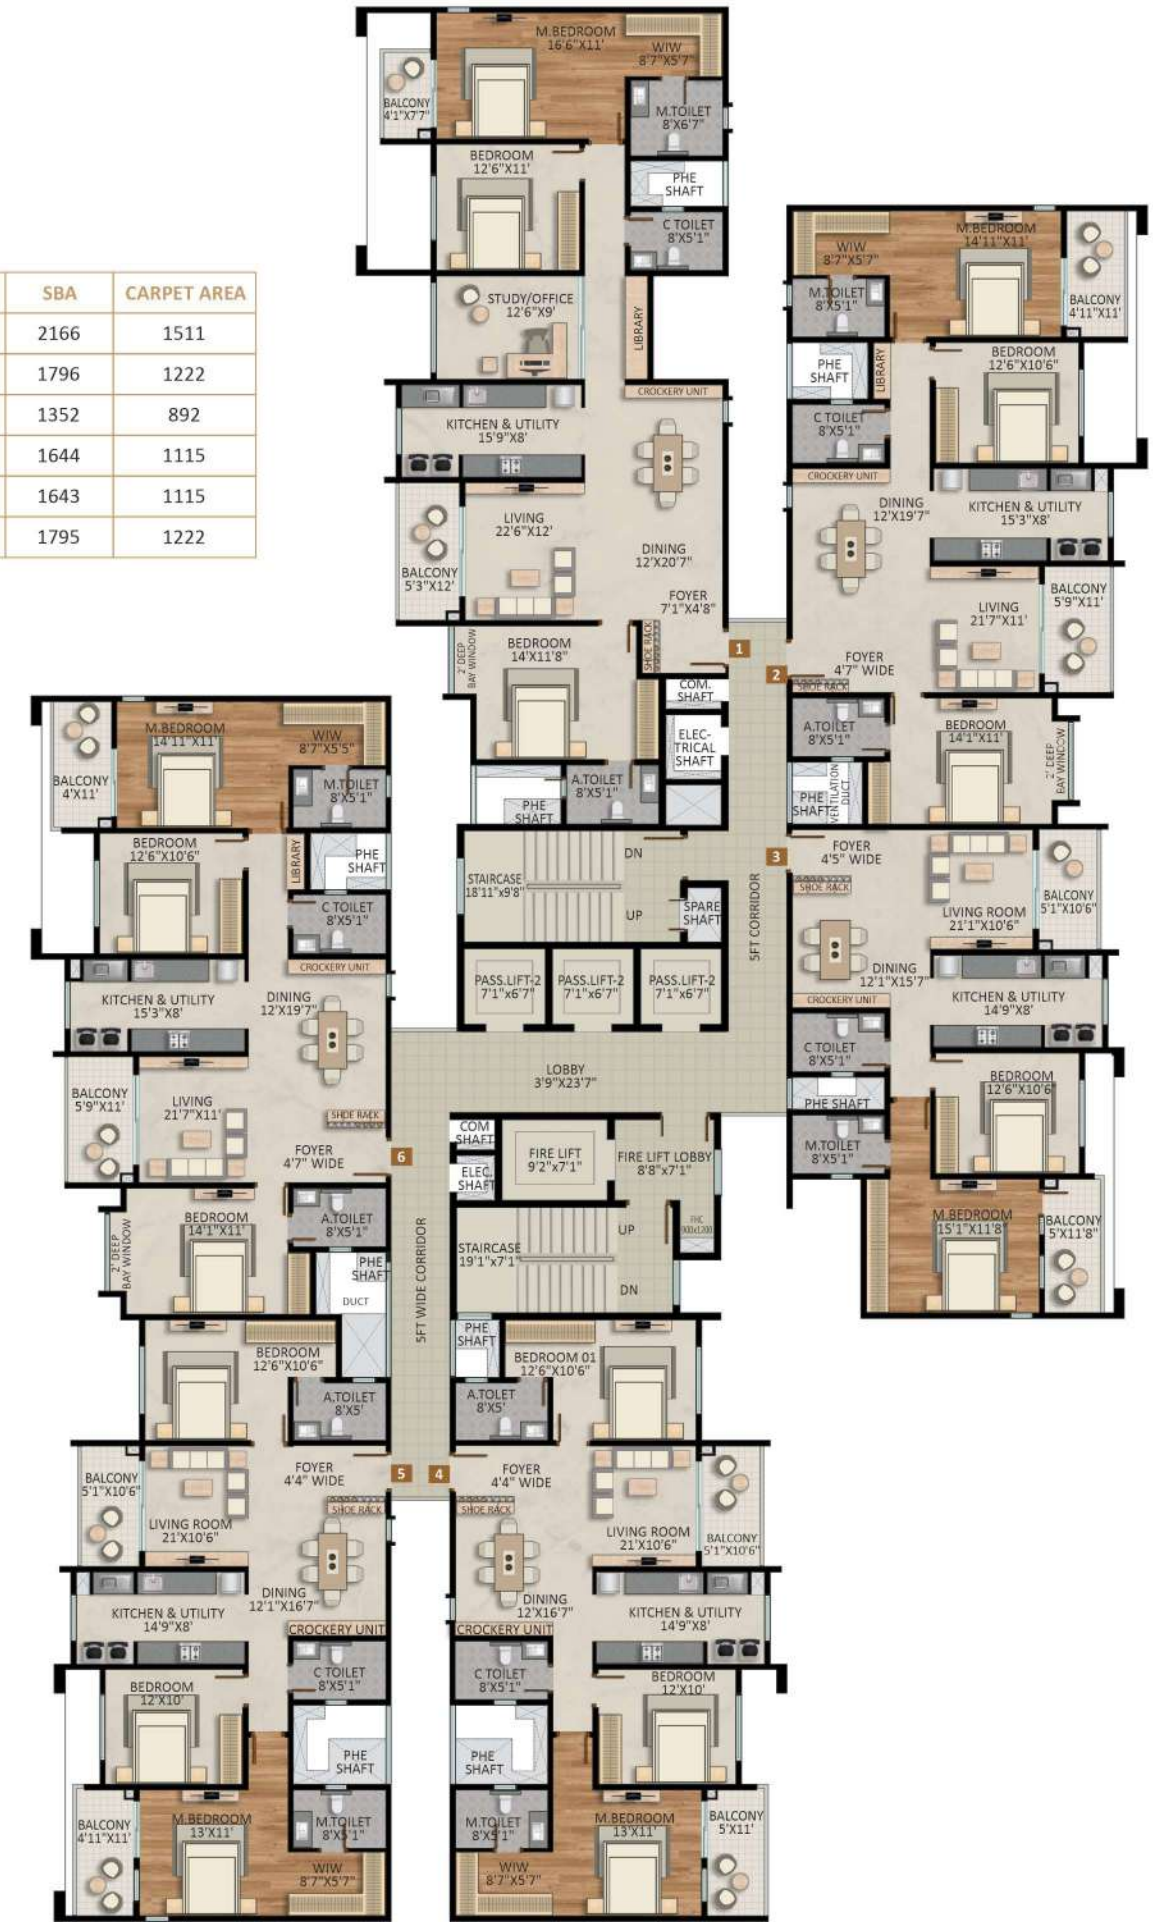 SBA CARPET AREA
2166 1511
1796 1222
1352 892
1644 1115
1643 1115
1795 1222
M.BEDROOM
16'6"X11'
WIW
8'7"X5'7"
BALCONY
4'1"X7'7"
M.TOILET
8'X6'7"
BEDROOM
12'6"X11'
PHE
SHAFT
C TOILET
8'X5'1"
STUDY/OFFICE
12'6"X9'
LIBRARY
CROCKERY UNIT
KITCHEN & UTILITY
15'9"X8'
LIVING
22'6"X12'
BALCONY
5'3"X12'
DINING
12'X20'7"
FOYER
7'1"X4'8"
SHOE RACK
1
2' DEEP
BAY WINDOW
BEDROOM
14'X11'8"
COM.
SHAFT
ELEC-
TRICAL
SHAFT
A.TOILET
8'X5'1"
PHE
SHAFT
WIW
8'7"X5'7"
M.BEDROOM
14'11"X11'
BALCONY
4'11"X11'
M.TOILET
8'X5'1"
PHE
SHAFT
LIBRARY
BEDROOM
12'6"X10'6"
C TOILET
8'X5'1"
CROCKERY UNIT
DINING
12'X19'7"
KITCHEN & UTILITY
15'3"X8'
LIVING
21'7"X11'
BALCONY
5'9"X11'
FOYER
4'7" WIDE
2
SHOE RACK
A.TOILET
8'X5'1"
BEDROOM
14'1"X11'
2' DEEP
BAY WINDOW
PHE
SHAFT
VENTILATION
DUCT
3
FOYER
4'5" WIDE
SHOE RACK
LIVING ROOM
21'1"X10'6"
BALCONY
5'1"X10'6"
DINING
12'1"X15'7"
CROCKERY UNIT
KITCHEN & UTILITY
14'9"X8'
C TOILET
8'X5'1"
BEDROOM
12'6"X10'6"
PHE SHAFT
M.TOILET
8'X5'1"
M.BEDROOM
15'1"X11'8"
BALCONY
5'X11'8"
DN
STAIRCASE
18'11"x9'8"
UP
SPARE
SHAFT
5FT CORRIDOR
PASS.LIFT-2
7'1"x6'7"
PASS.LIFT-2
7'1"x6'7"
PASS.LIFT-2
7'1"x6'7"
LOBBY
3'9"X23'7"
COM
SHAFT
ELEC.
SHAFT
FIRE LIFT
9'2"x7'1"
FIRE LIFT LOBBY
8'8"x7'1"
FHC
900x1200
UP
STAIRCASE
19'1"x7'1"
DN
5FT WIDE CORRIDOR
M.BEDROOM
14'11"X11'
WIW
8'7"X5'5"
BALCONY
4'X11'
M.TOILET
8'X5'1"
BEDROOM
12'6"X10'6"
LIBRARY
PHE
SHAFT
C TOILET
8'X5'1"
CROCKERY UNIT
KITCHEN & UTILITY
15'3"X8'
DINING
12'X19'7"
BALCONY
5'9"X11'
LIVING
21'7"X11'
SHOE RACK
FOYER
4'7" WIDE
6
2' DEEP
BAY WINDOW
BEDROOM
14'1"X11'
A.TOILET
8'X5'1"
PHE
SHAFT
DUCT
BEDROOM
12'6"X10'6"
A.TOILET
8'X5'
BALCONY
5'1"X10'6"
FOYER
4'4" WIDE
5
SHOE RACK
LIVING ROOM
21'X10'6"
DINING
12'1"X16'7"
KITCHEN & UTILITY
14'9"X8'
CROCKERY UNIT
C TOILET
8'X5'1"
BEDROOM
12'X10'
PHE
SHAFT
BALCONY
4'11"X11'
M.BEDROOM
13'X11'
M.TOILET
8'X5'1"
WIW
8'7"X5'7"
PHE
SHAFT
BEDROOM 01
12'6"X10'6"
A.TOLET
8'X5'
4
FOYER
4'4" WIDE
SHOE RACK
LIVING ROOM
21'X10'6"
BALCONY
5'1"X10'6"
DINING
12'X16'7"
CROCKERY UNIT
KITCHEN & UTILITY
14'9"X8'
C TOILET
8'X5'1"
BEDROOM
12'X10'
PHE
SHAFT
M.TOILET
8'X5'1"
M.BEDROOM
13'X11'
BALCONY
5'X11'
WIW
8'7"X5'7"